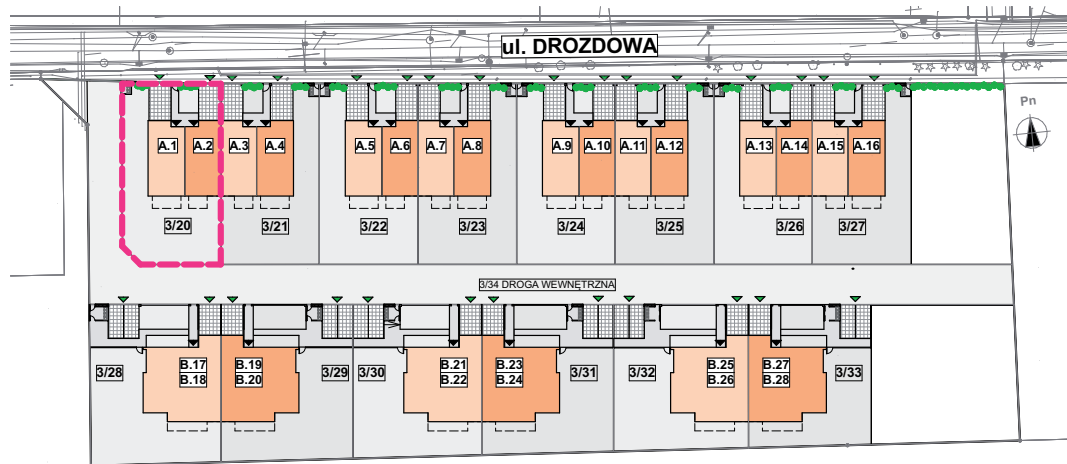 ul. DROZDOWA
Pn
A.1 A.2 A.3 A.4 A.5 A.6 A.7 A.8 A.9 A.10 A.11 A.12 A.13 A.14 A.15 A.16
3/20 3/21 3/22 3/23 3/24 3/25 3/26 3/27
3/34 DROGA WEWNĘTRZNA
3/28 B.17 B.19 3/29 3/30 B.21 B.23 3/31 3/32 B.25 B.27 3/33
B.18 B.20 B.22 B.24 B.26 B.28